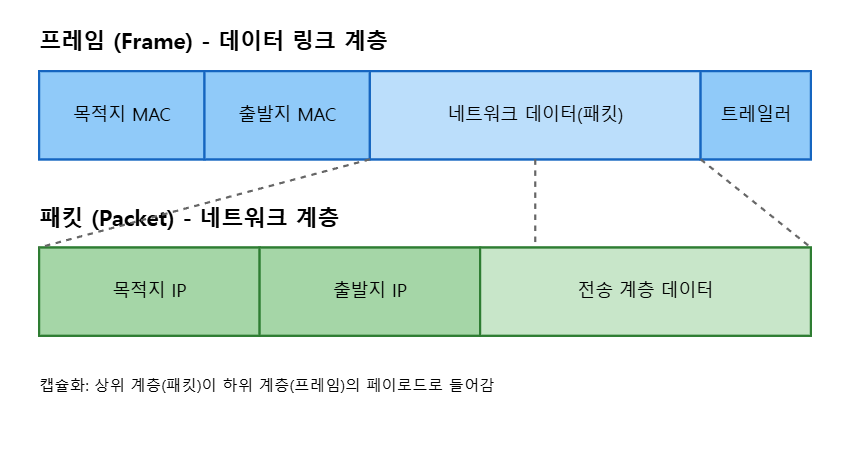 프레임 (Frame) - 데이터 링크 계층
목적지 MAC 출발지 MAC 네트워크 데이터(패킷) 트레일러
패킷 (Packet) - 네트워크 계층
목적지 IP 출발지 IP 전송 계층 데이터
캡슐화: 상위 계층(패킷)이 하위 계층(프레임)의 페이로드로 들어감